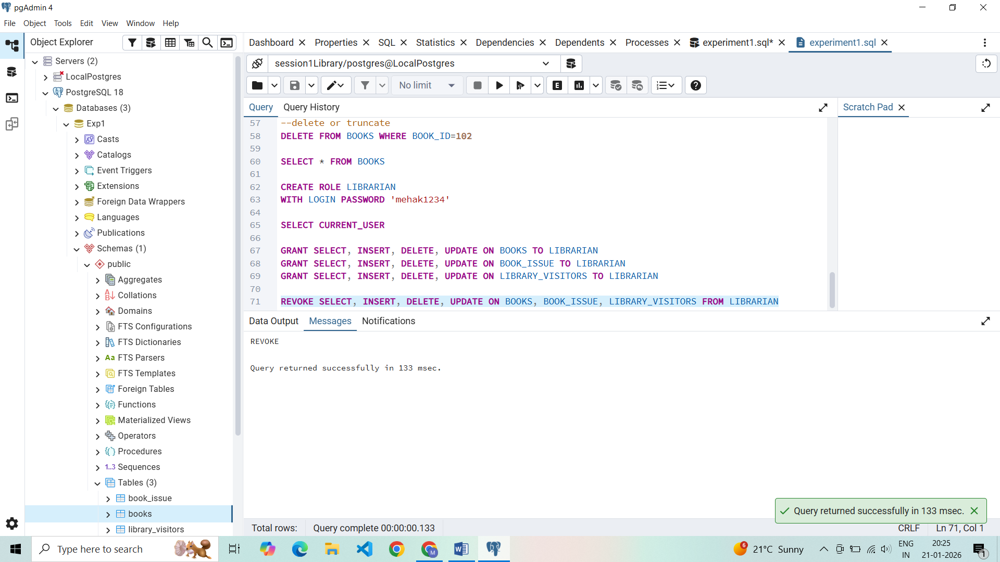 pgAdmin 4
File Object Tools Edit View Window Help
Object Explorer
Servers (2)
LocalPostgres
PostgreSQL 18
Databases (3)
Exp1
Casts
Catalogs
Event Triggers
Extensions
Foreign Data Wrappers
Languages
Publications
Schemas (1)
public
Aggregates
Collations
Domains
FTS Configurations
FTS Dictionaries
FTS Parsers
FTS Templates
Foreign Tables
Functions
Materialized Views
Operators
Procedures
Sequences
Tables (3)
book_issue
books
library_visitors
Dashboard Properties SQL Statistics Dependencies Dependents Processes experiment1.sql* experiment1.sql
session1Library/postgres@LocalPostgres
No limit
Query Query History
Scratch Pad
57 --delete or truncate
58 DELETE FROM BOOKS WHERE BOOK_ID=102
59
60 SELECT * FROM BOOKS
61
62 CREATE ROLE LIBRARIAN
63 WITH LOGIN PASSWORD 'mehak1234'
64
65 SELECT CURRENT_USER
66
67 GRANT SELECT, INSERT, DELETE, UPDATE ON BOOKS TO LIBRARIAN
68 GRANT SELECT, INSERT, DELETE, UPDATE ON BOOK_ISSUE TO LIBRARIAN
69 GRANT SELECT, INSERT, DELETE, UPDATE ON LIBRARY_VISITORS TO LIBRARIAN
70
71 REVOKE SELECT, INSERT, DELETE, UPDATE ON BOOKS, BOOK_ISSUE, LIBRARY_VISITORS FROM LIBRARIAN
Data Output Messages Notifications
REVOKE
Query returned successfully in 133 msec.
Query returned successfully in 133 msec.
Total rows: Query complete 00:00:00.133 CRLF Ln 71, Col 1
Type here to search
6
21°C Sunny
ENG
IN
20:25
21-01-2026
1